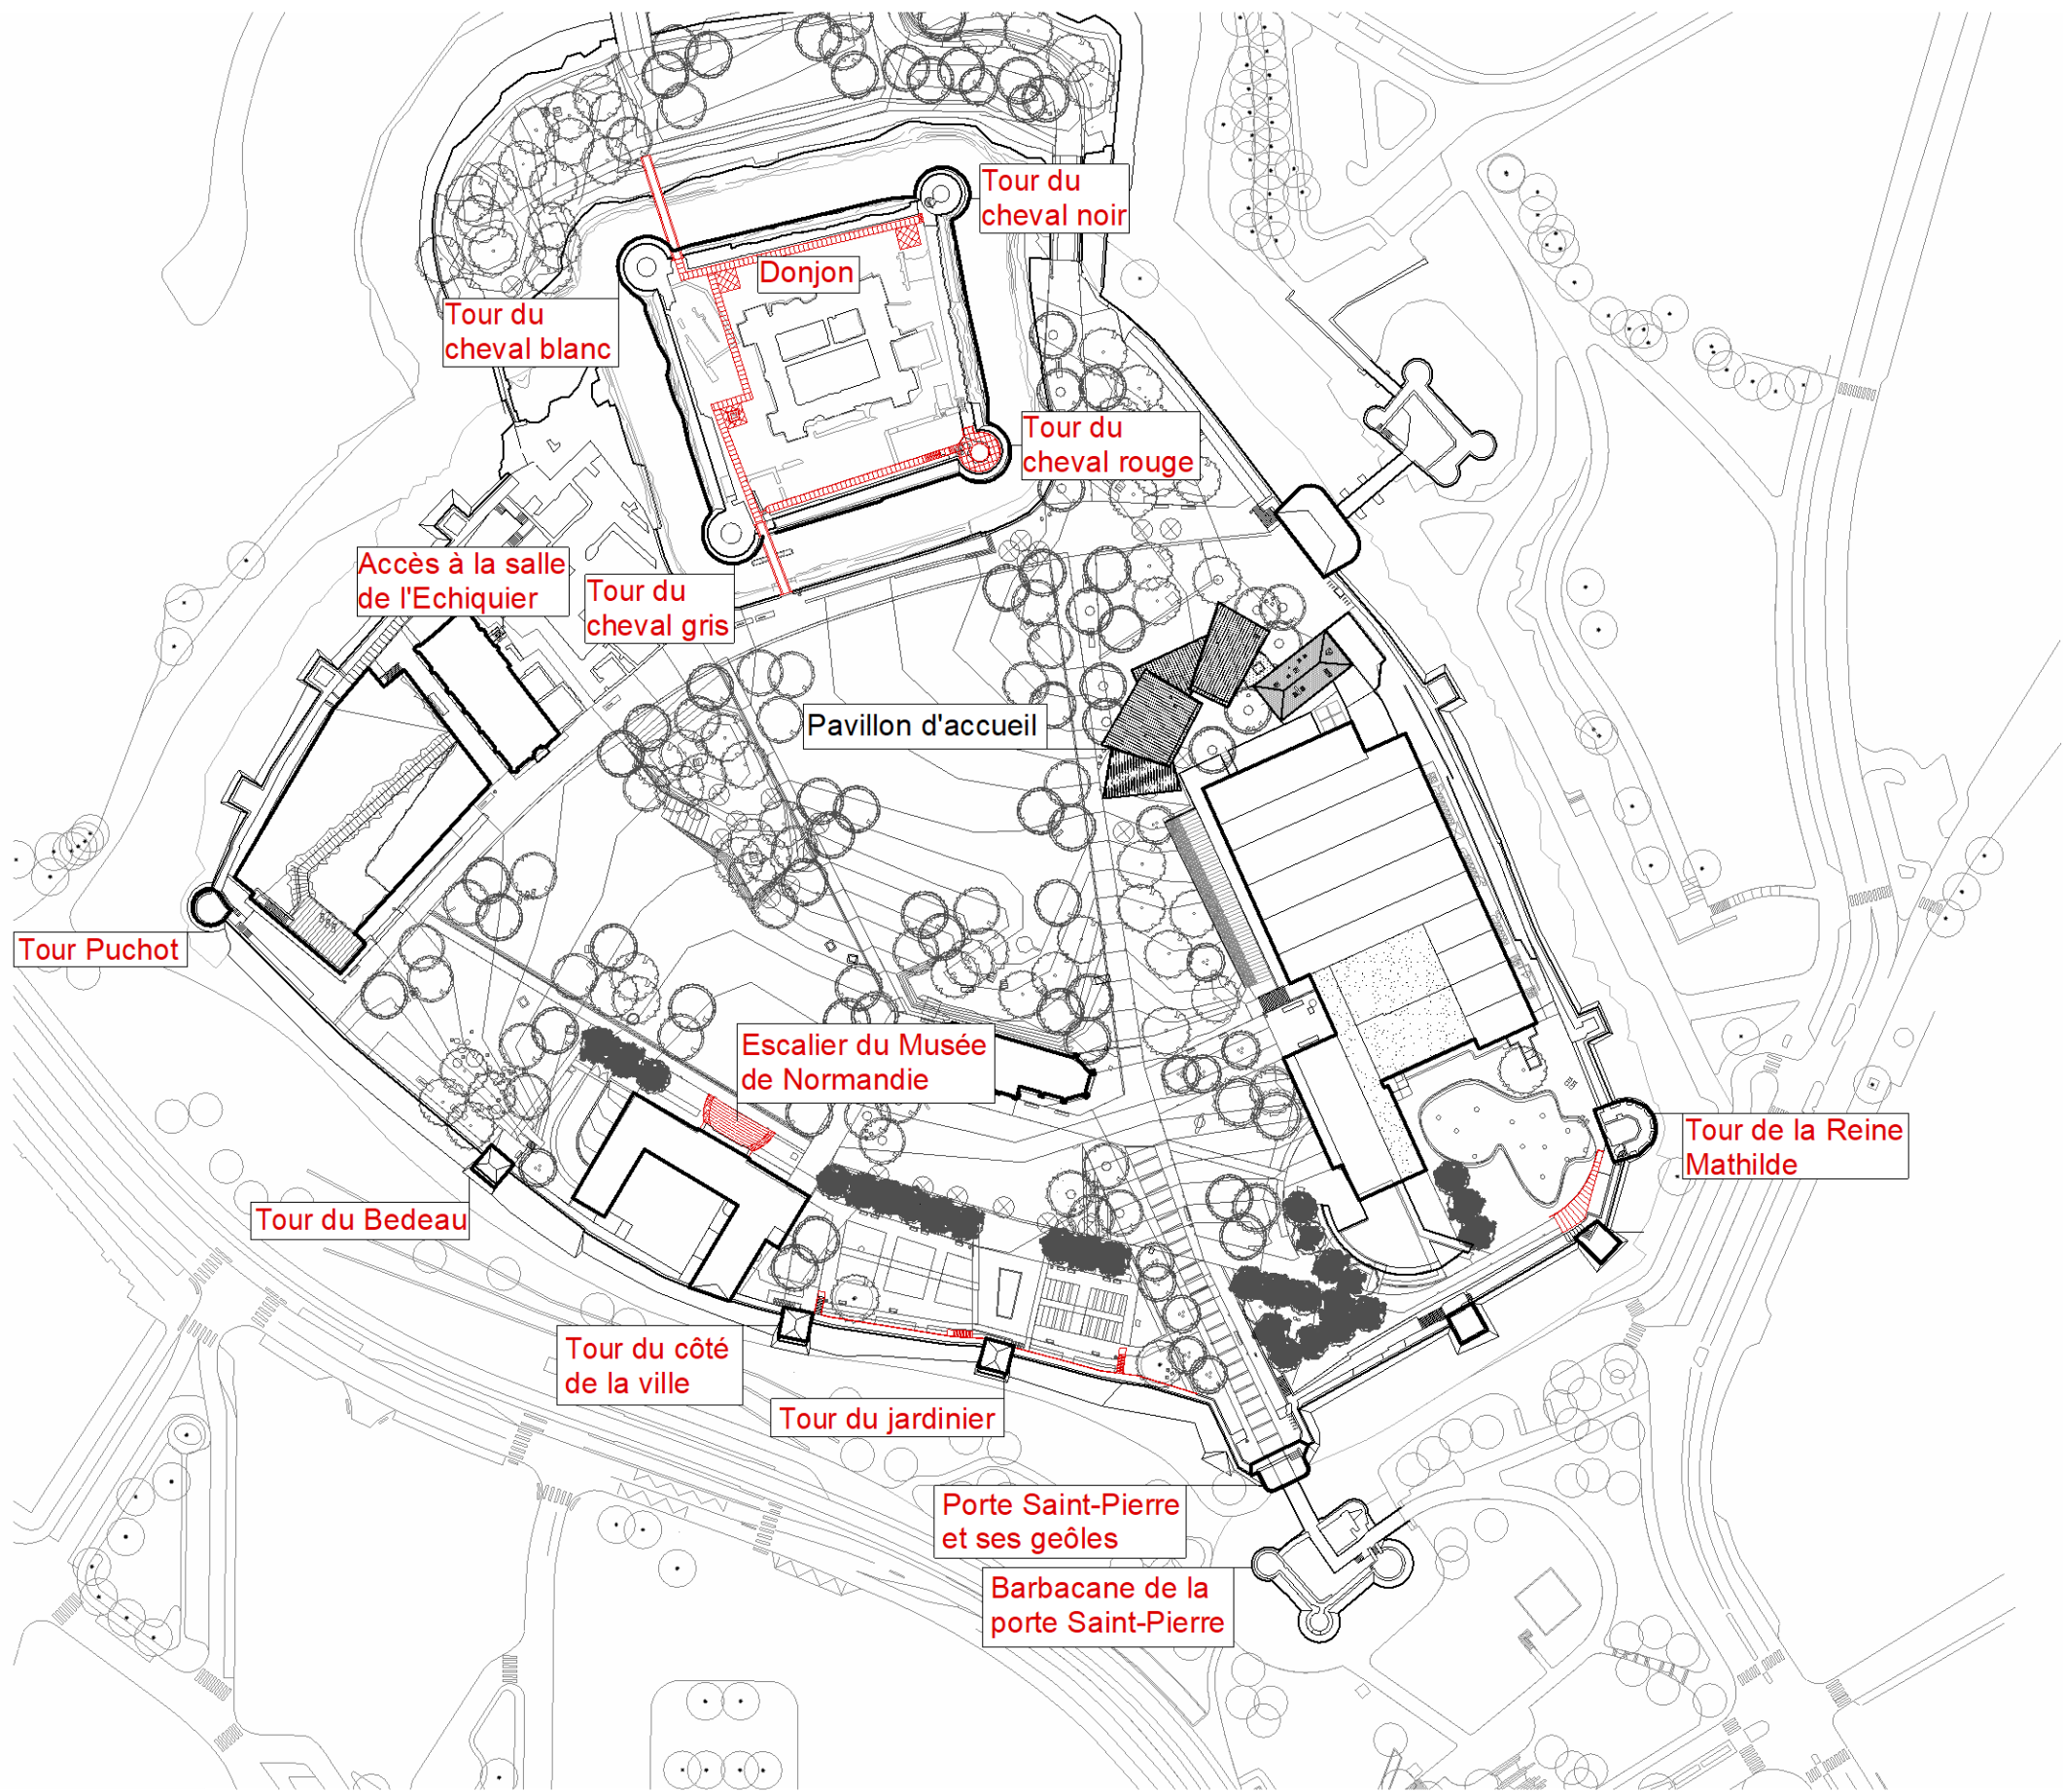 Tour du
cheval noir
Donjon
Tour du
cheval blanc
Tour du
cheval rouge
Accès à la salle
de l'Echiquier
Tour du
cheval gris
Pavillon d'accueil
Tour Puchot
Escalier du Musée
de Normandie
Tour de la Reine
Mathilde
Tour du Bedeau
Tour du côté
de la ville
Tour du jardinier
Porte Saint-Pierre
et ses geôles
Barbacane de la
porte Saint-Pierre